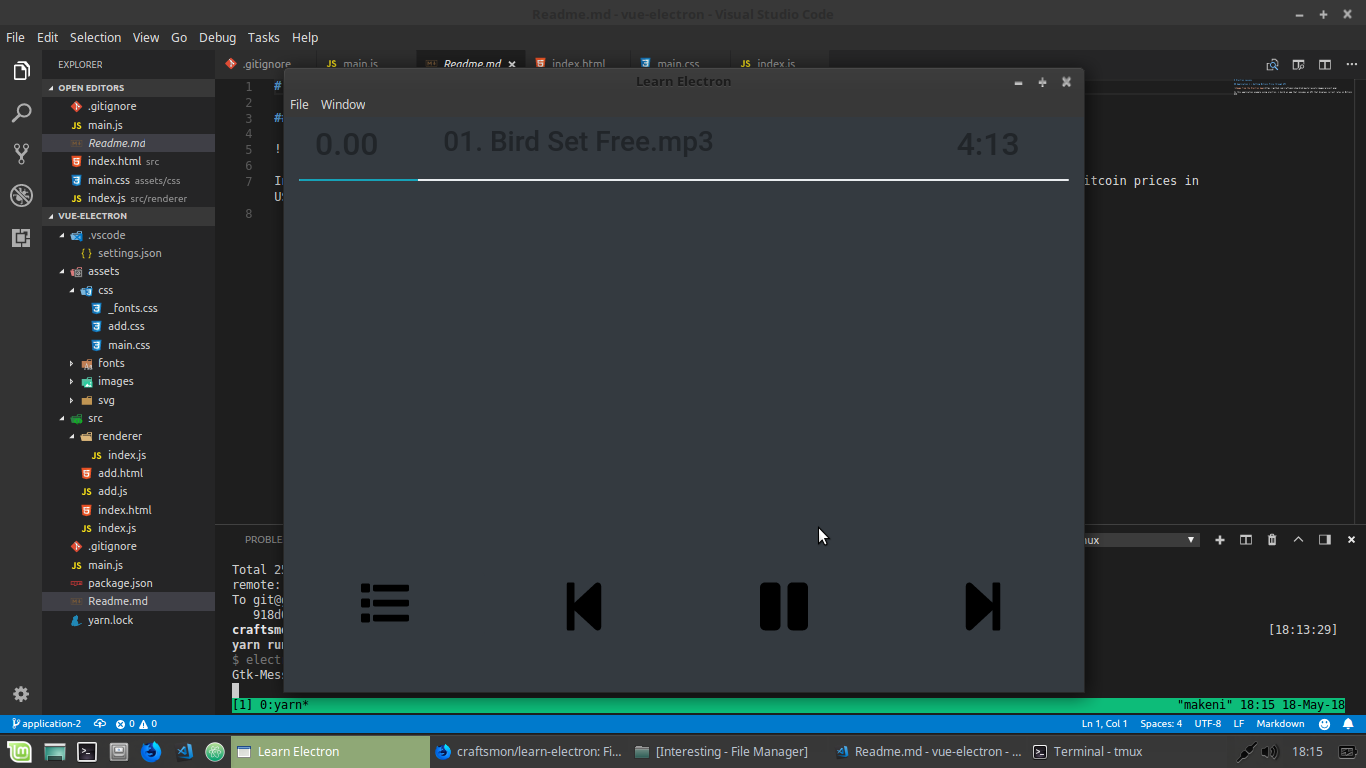 Readme.md - vue-electron - Visual Studio Code
File Edit Selection View Go Debug Tasks Help
EXPLORER
OPEN EDITORS
.gitignore
main.js
Readme.md
index.html src
main.css assets/css
index.js src/renderer
VUE-ELECTRON
.vscode
settings.json
assets
css
_fonts.css
add.css
main.css
fonts
images
svg
src
renderer
index.js
add.html
add.js
index.html
index.js
.gitignore
main.js
package.json
Readme.md
yarn.lock
.gitignore main.js Readme.md index.html main.css index.js
1 #
2
3 ##
4
5 !
6
7 itcoin prices in
8
Learn Electron
File Window
0.00 01. Bird Set Free.mp3 4:13
PROBLE
Total 25
remote:
To git@
918d
craftsm [18:13:29]
yarn ru
$ elect
Gtk-Mes
[1] 0:yarn* "makeni" 18:15 18-May-18
application-2 0 0 Ln 1, Col 1 Spaces: 4 UTF-8 LF Markdown
Learn Electron craftsmon/learn-electron: Fi... [Interesting - File Manager] Readme.md - vue-electron - ... Terminal - tmux 18:15